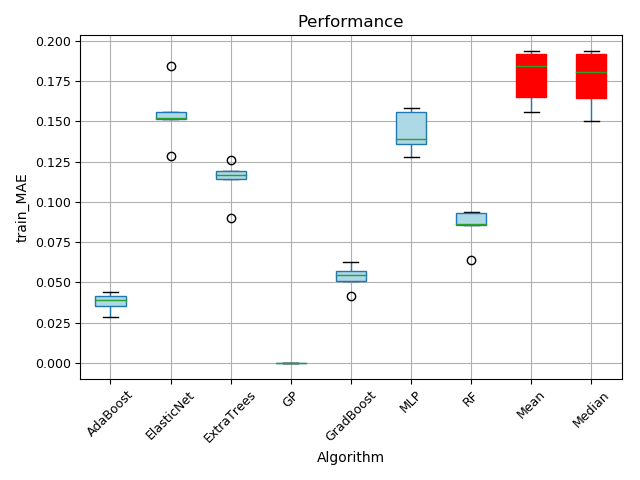 Performance
train_MAE
0.200
0.175
0.150
0.125
0.100
0.075
0.050
0.025
0.000
AdaBoost
ElasticNet
ExtraTrees
GP
GradBoost
MLP
RF
Mean
Median
Algorithm